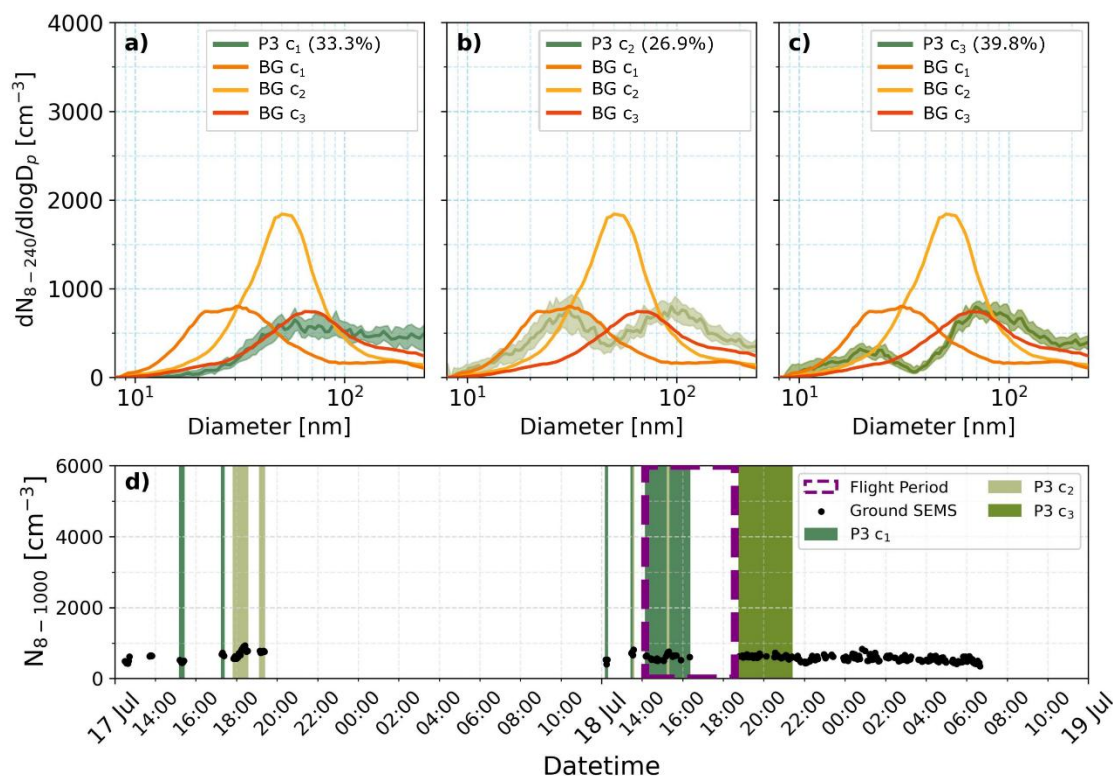 a)
P3 c₁ (33.3%)
BG c₁
BG c₂
BG c₃
b)
P3 c₂ (26.9%)
BG c₁
BG c₂
BG c₃
c)
P3 c₃ (39.8%)
BG c₁
BG c₂
BG c₃
4000
3000
2000
1000
0
dN₈₋₂₄₀/dlogDₚ [cm⁻³]
10¹ 10² 10¹ 10² 10¹ 10²
Diameter [nm] Diameter [nm] Diameter [nm]
d)
Flight Period
Ground SEMS
P3 c₁
P3 c₂
P3 c₃
6000
4000
2000
0
N₈₋₁₀₀₀ [cm⁻³]
17 Jul 14:00 16:00 18:00 20:00 22:00 00:00 02:00 04:00 06:00 08:00 10:00 18 Jul 14:00 16:00 18:00 20:00 22:00 00:00 02:00 04:00 06:00 08:00 10:00 19 Jul
Datetime